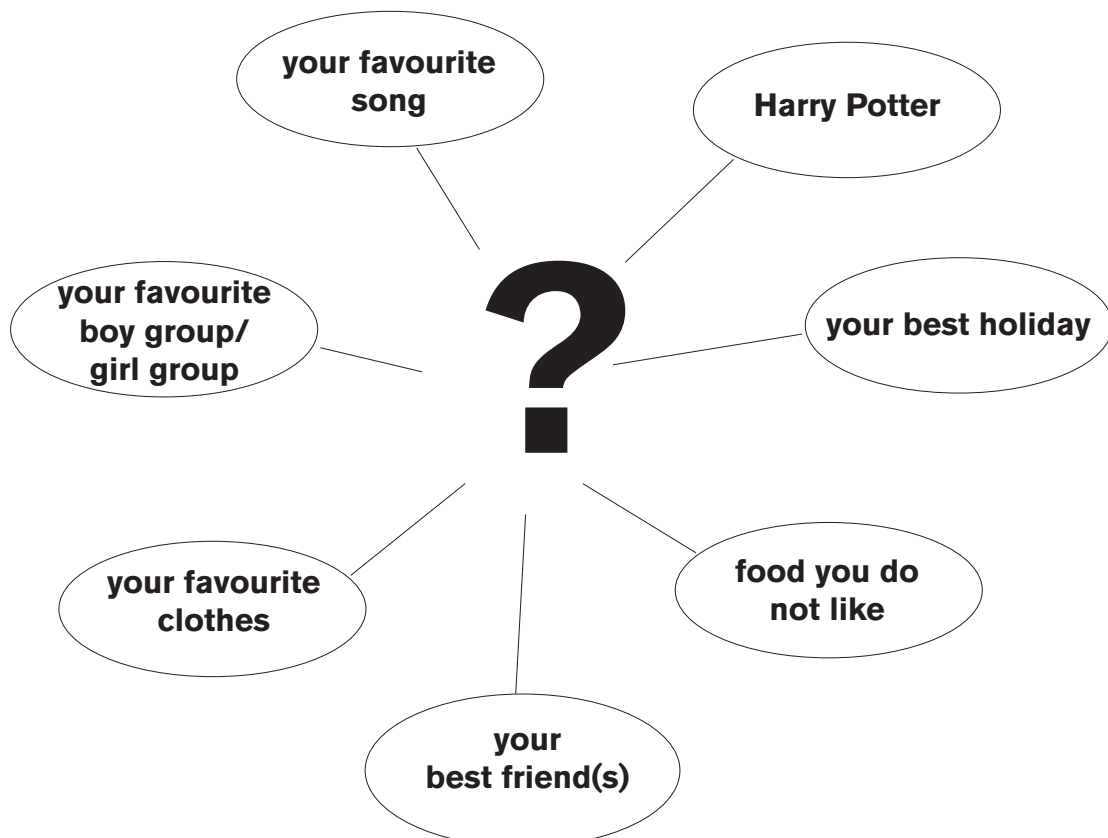 your favourite
song
Harry Potter
your favourite
boy group/
girl group
?
your best holiday
your favourite
clothes
food you do
not like
your
best friend(s)